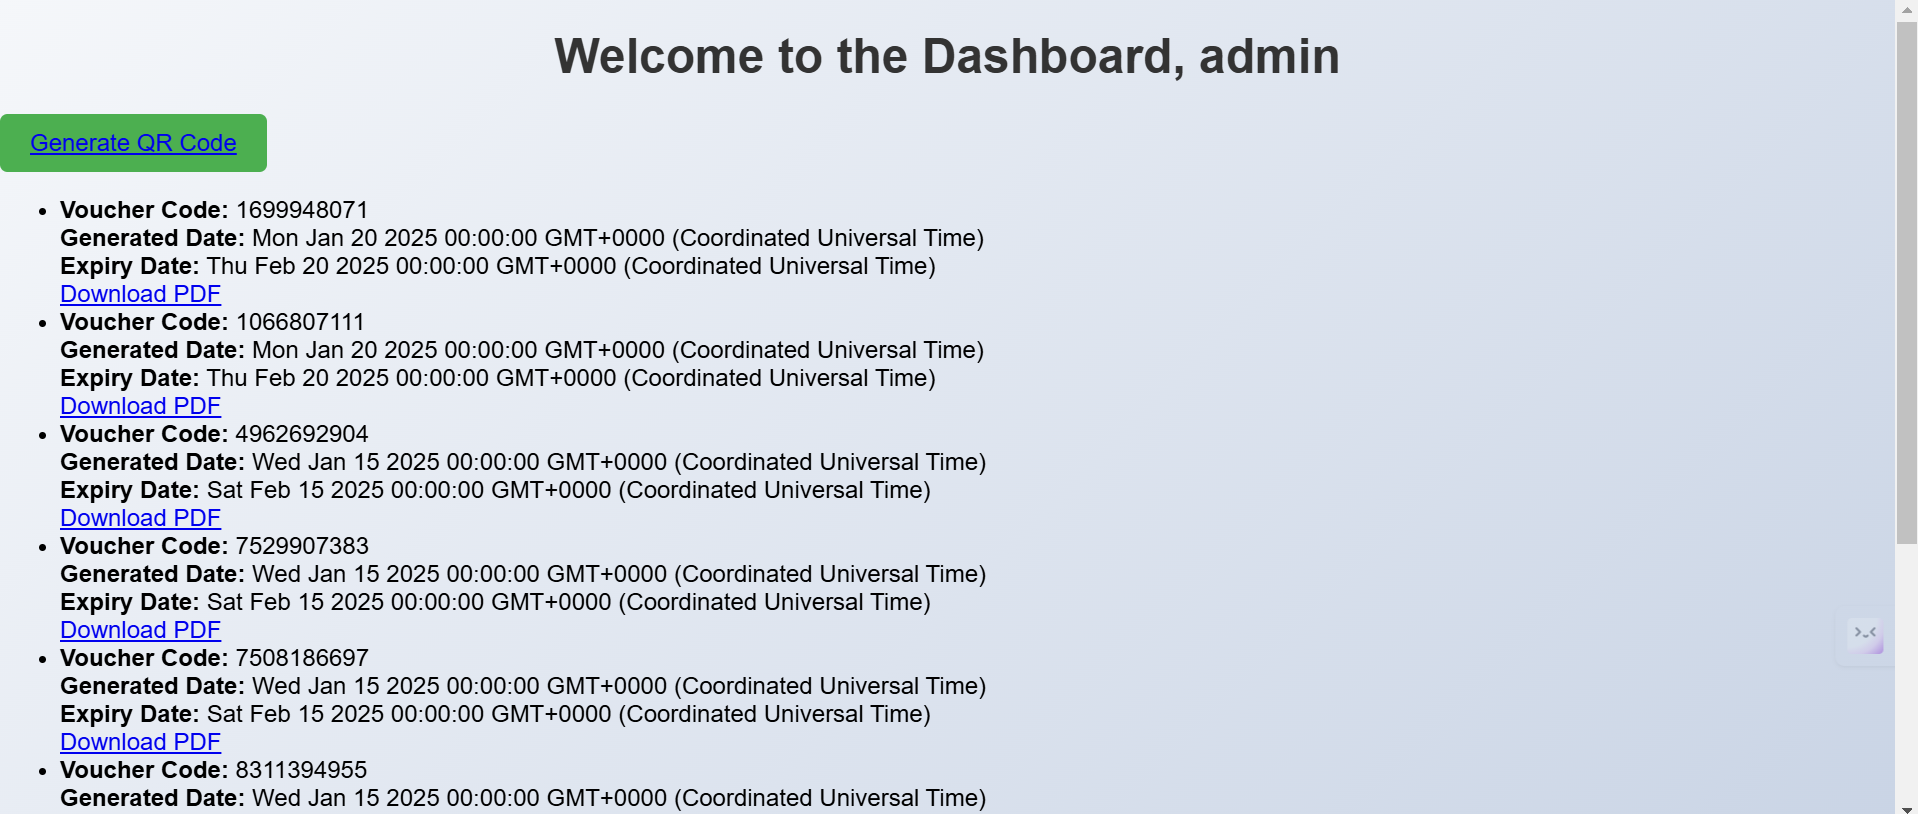 Welcome to the Dashboard, admin
Generate QR Code
Voucher Code: 1699948071
Generated Date: Mon Jan 20 2025 00:00:00 GMT+0000 (Coordinated Universal Time)
Expiry Date: Thu Feb 20 2025 00:00:00 GMT+0000 (Coordinated Universal Time)
Download PDF
Voucher Code: 1066807111
Generated Date: Mon Jan 20 2025 00:00:00 GMT+0000 (Coordinated Universal Time)
Expiry Date: Thu Feb 20 2025 00:00:00 GMT+0000 (Coordinated Universal Time)
Download PDF
Voucher Code: 4962692904
Generated Date: Wed Jan 15 2025 00:00:00 GMT+0000 (Coordinated Universal Time)
Expiry Date: Sat Feb 15 2025 00:00:00 GMT+0000 (Coordinated Universal Time)
Download PDF
Voucher Code: 7529907383
Generated Date: Wed Jan 15 2025 00:00:00 GMT+0000 (Coordinated Universal Time)
Expiry Date: Sat Feb 15 2025 00:00:00 GMT+0000 (Coordinated Universal Time)
Download PDF
Voucher Code: 7508186697
Generated Date: Wed Jan 15 2025 00:00:00 GMT+0000 (Coordinated Universal Time)
Expiry Date: Sat Feb 15 2025 00:00:00 GMT+0000 (Coordinated Universal Time)
Download PDF
Voucher Code: 8311394955
Generated Date: Wed Jan 15 2025 00:00:00 GMT+0000 (Coordinated Universal Time)